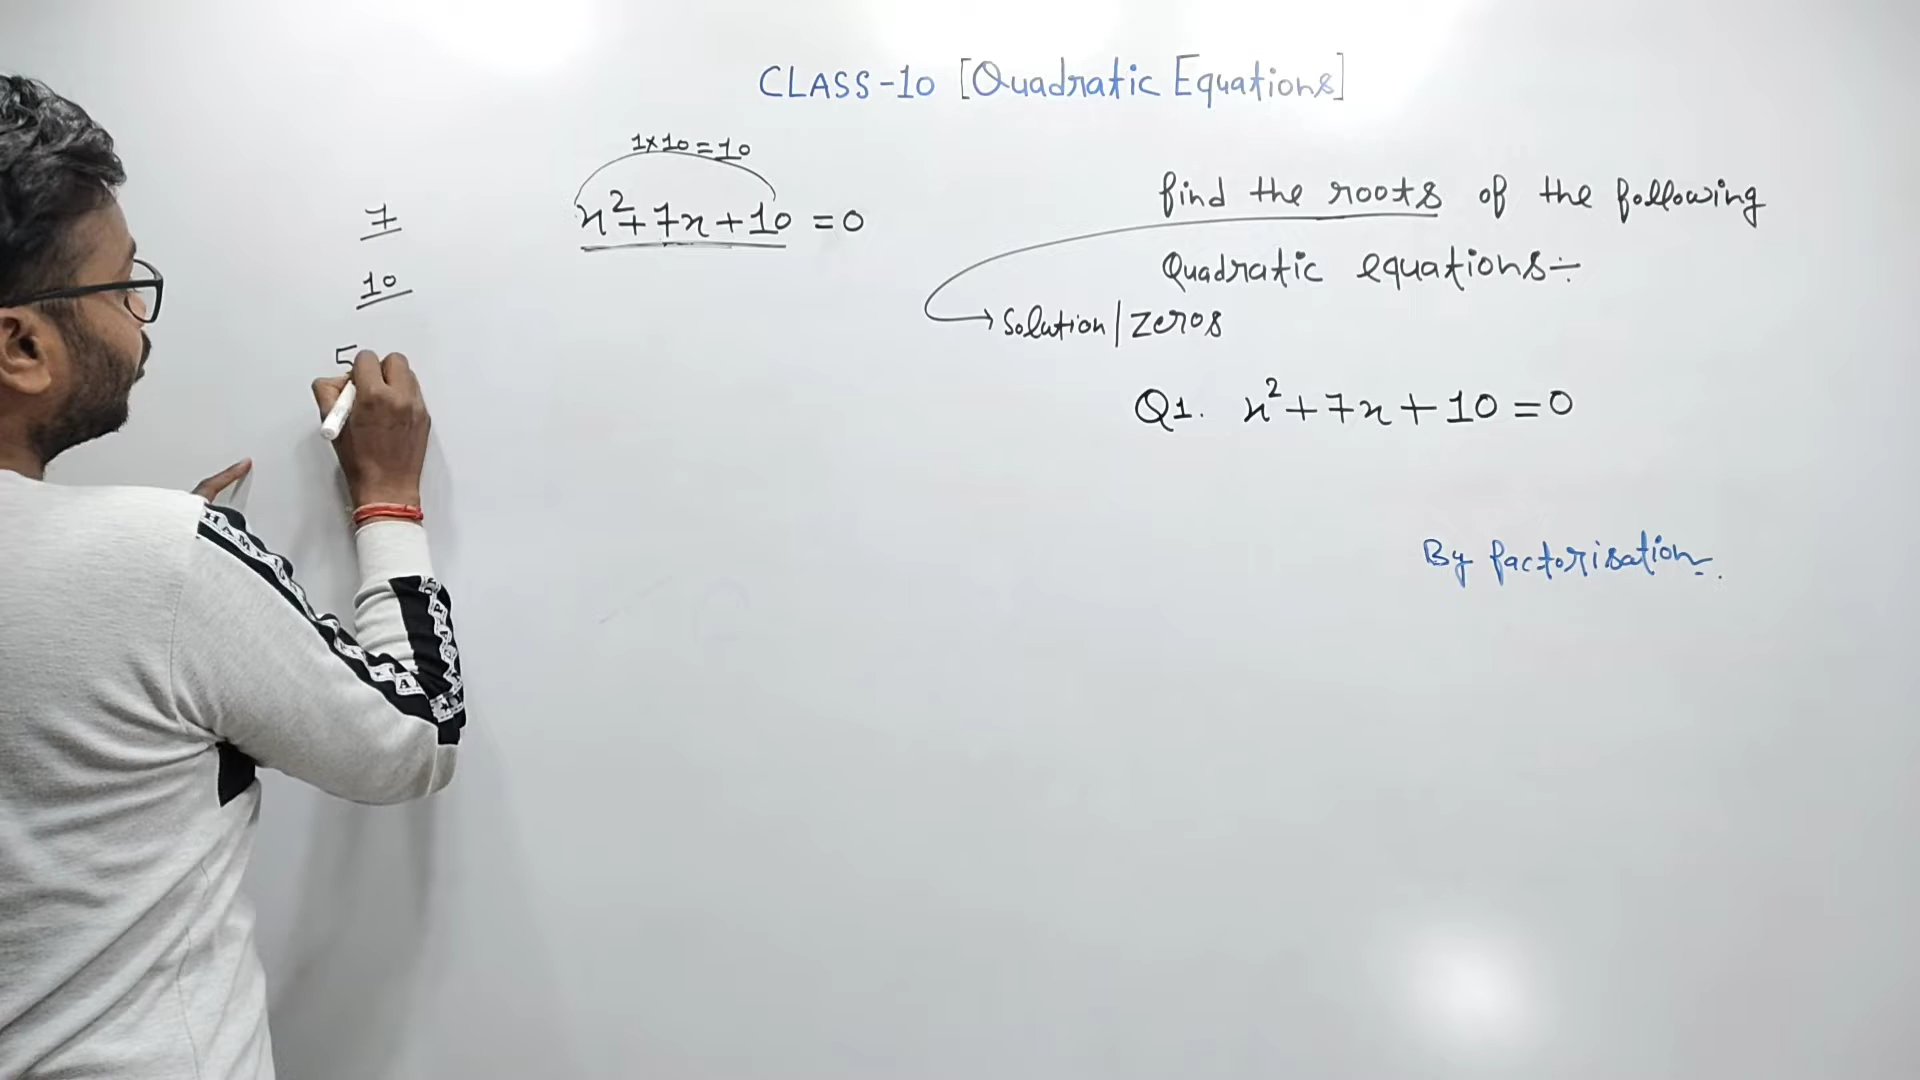 CLASS-10 [Quadratic Equations]
1×10=10
x²+7x+10 = 0
7
10
5
find the roots of the following
Quadratic equations÷
Solution/zeros
Q1. x²+7x+10=0
By factorisation.